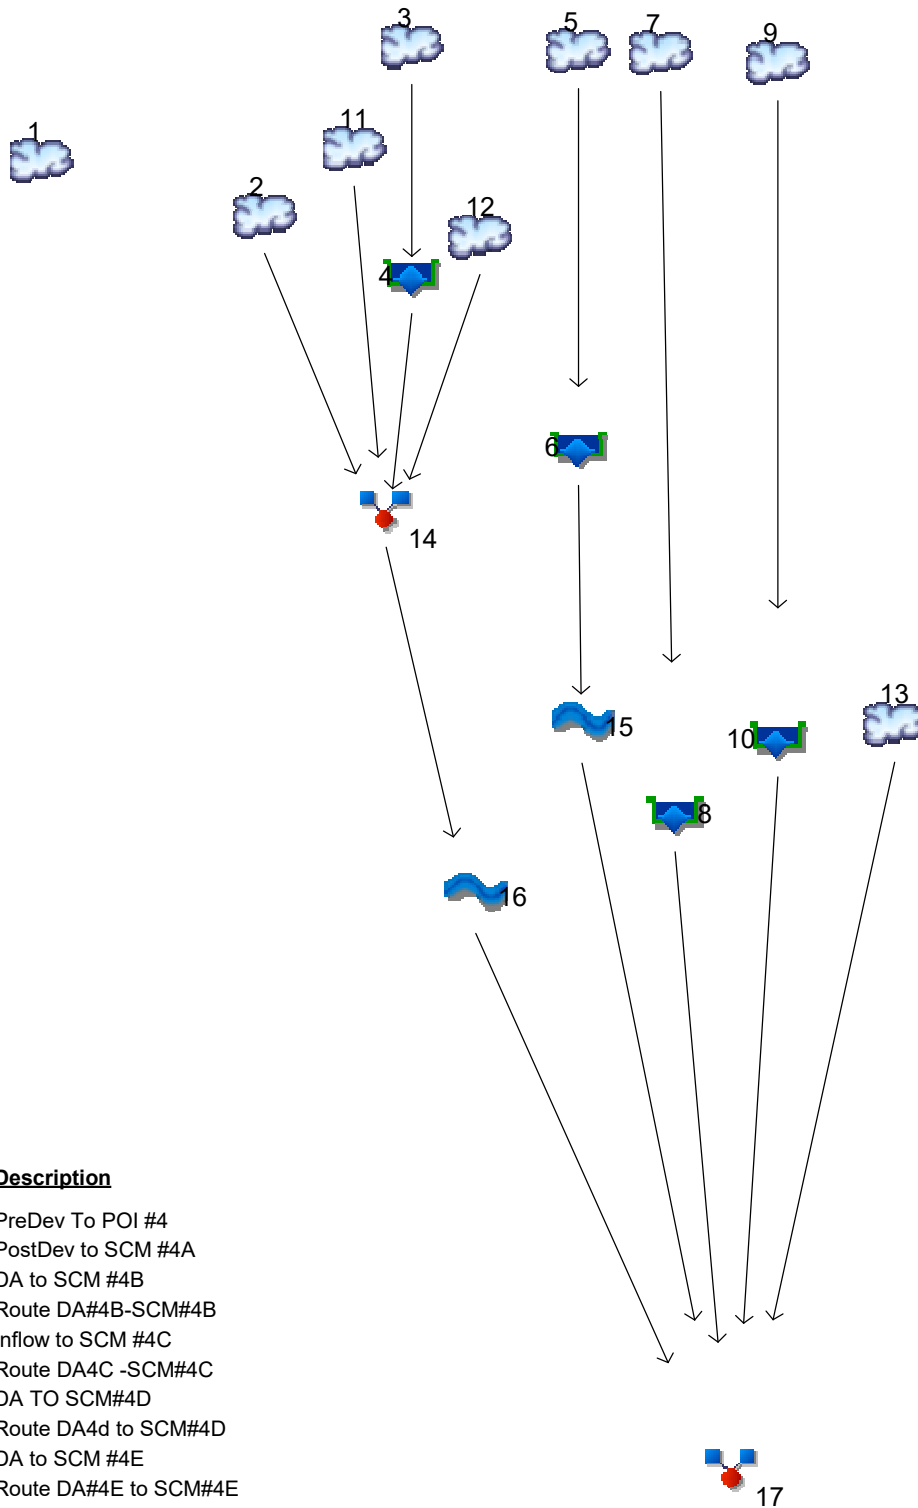 3
5
7
9
1
11
2
12
4
6
14
13
15
10
8
16
Description
PreDev To POI #4
PostDev to SCM #4A
DA to SCM #4B
Route DA#4B-SCM#4B
nflow to SCM #4C
Route DA4C -SCM#4C
DA TO SCM#4D
Route DA4d to SCM#4D
DA to SCM #4E
Route DA#4E to SCM#4E
17